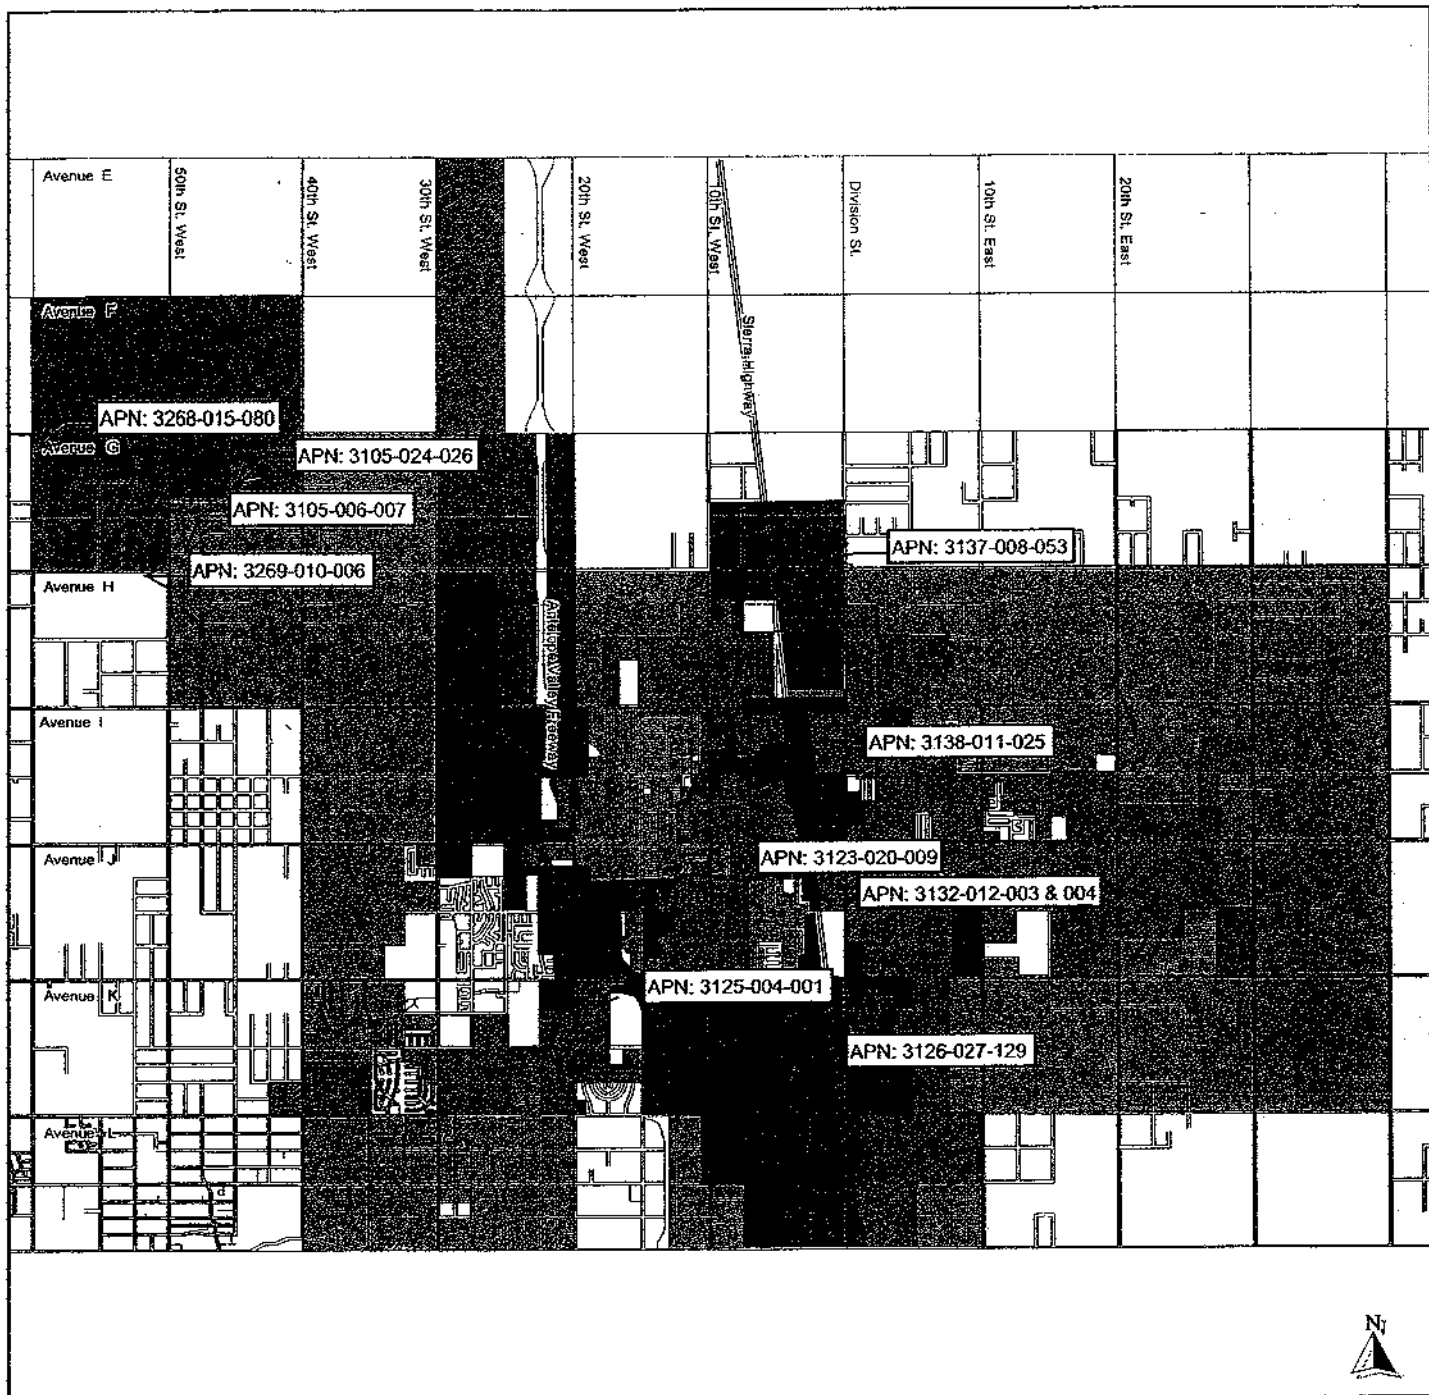 Avenue E
50th St. West
40th St. West
30th St. West
20th St. West
10th St. West
Division St.
10th St. East
20th St. East
Avenue F
Sierra Highway
APN: 3268-015-080
Avenue G
APN: 3105-024-026
APN: 3105-006-007
APN: 3137-008-053
APN: 3269-010-006
Avenue H
Antelope Valley Freeway
Avenue I
APN: 3138-011-025
Avenue J
APN: 3123-020-009
APN: 3132-012-003 & 004
APN: 3125-004-001
Avenue K
APN: 3126-027-129
Avenue L
N